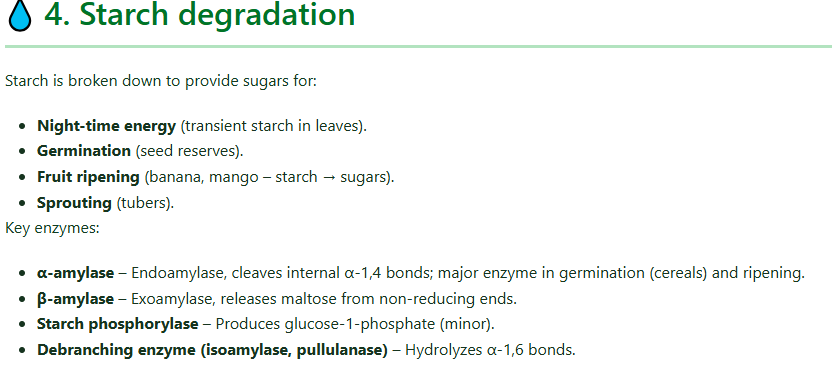 4. Starch degradation
Starch is broken down to provide sugars for:
Night-time energy (transient starch in leaves).
Germination (seed reserves).
Fruit ripening (banana, mango – starch → sugars).
Sprouting (tubers).
Key enzymes:
α-amylase – Endoamylase, cleaves internal α-1,4 bonds; major enzyme in germination (cereals) and ripening.
β-amylase – Exoamylase, releases maltose from non-reducing ends.
Starch phosphorylase – Produces glucose-1-phosphate (minor).
Debranching enzyme (isoamylase, pullulanase) – Hydrolyzes α-1,6 bonds.